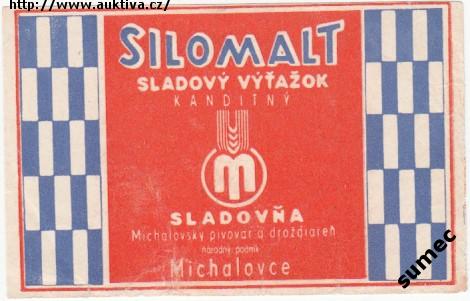 http://www.auktiva.cz/
SILOMALT
SLADOVÝ VÝŤAŽOK
KANDITNÝ
m
SLADOVŇA
Michalovský pivovar a droždiareň
národný podnik
Michalovce
sumec